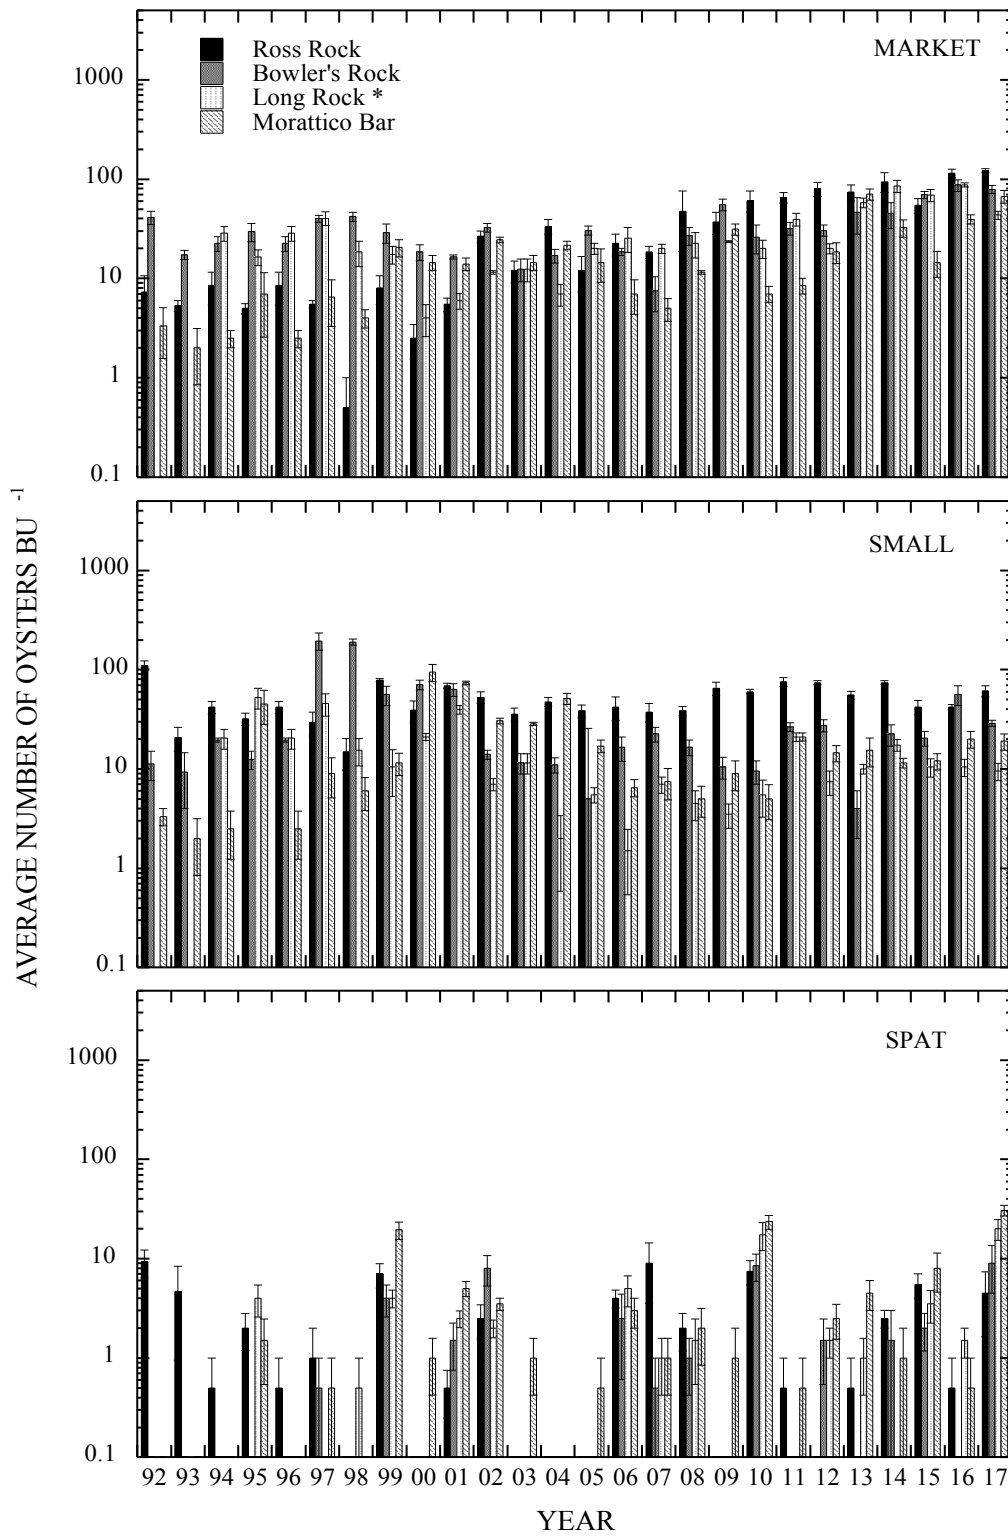 MARKET
Ross Rock
Bowler's Rock
Long Rock *
Morattico Bar
1000
100
10
1
0.1
SMALL
1000
100
10
1
0.1
SPAT
1000
100
10
1
0.1
AVERAGE NUMBER OF OYSTERS BU -1
92 93 94 95 96 97 98 99 00 01 02 03 04 05 06 07 08 09 10 11 12 13 14 15 16 17
YEAR